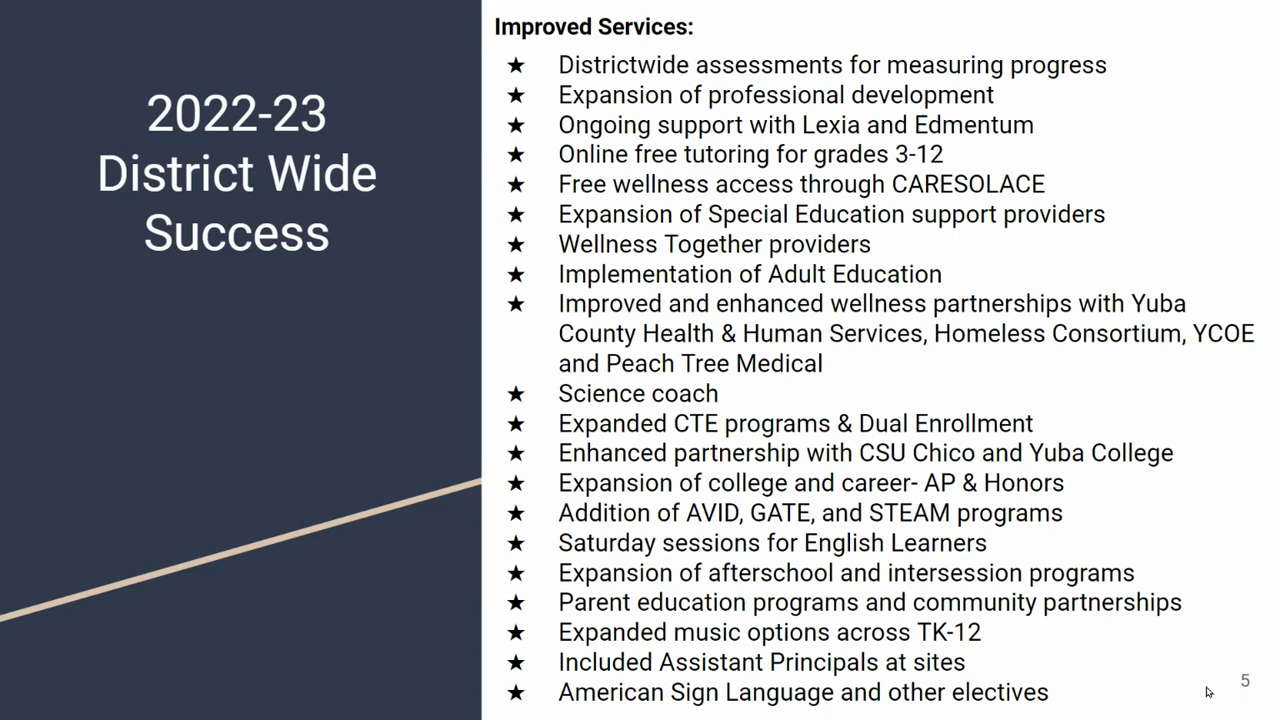 2022-23
District Wide
Success
Improved Services:
★ Districtwide assessments for measuring progress
★ Expansion of professional development
★ Ongoing support with Lexia and Edmentum
★ Online free tutoring for grades 3-12
★ Free wellness access through CARESOLACE
★ Expansion of Special Education support providers
★ Wellness Together providers
★ Implementation of Adult Education
★ Improved and enhanced wellness partnerships with Yuba
County Health & Human Services, Homeless Consortium, YCOE
and Peach Tree Medical
★ Science coach
★ Expanded CTE programs & Dual Enrollment
★ Enhanced partnership with CSU Chico and Yuba College
★ Expansion of college and career- AP & Honors
★ Addition of AVID, GATE, and STEAM programs
★ Saturday sessions for English Learners
★ Expansion of afterschool and intersession programs
★ Parent education programs and community partnerships
★ Expanded music options across TK-12
★ Included Assistant Principals at sites
★ American Sign Language and other electives
5